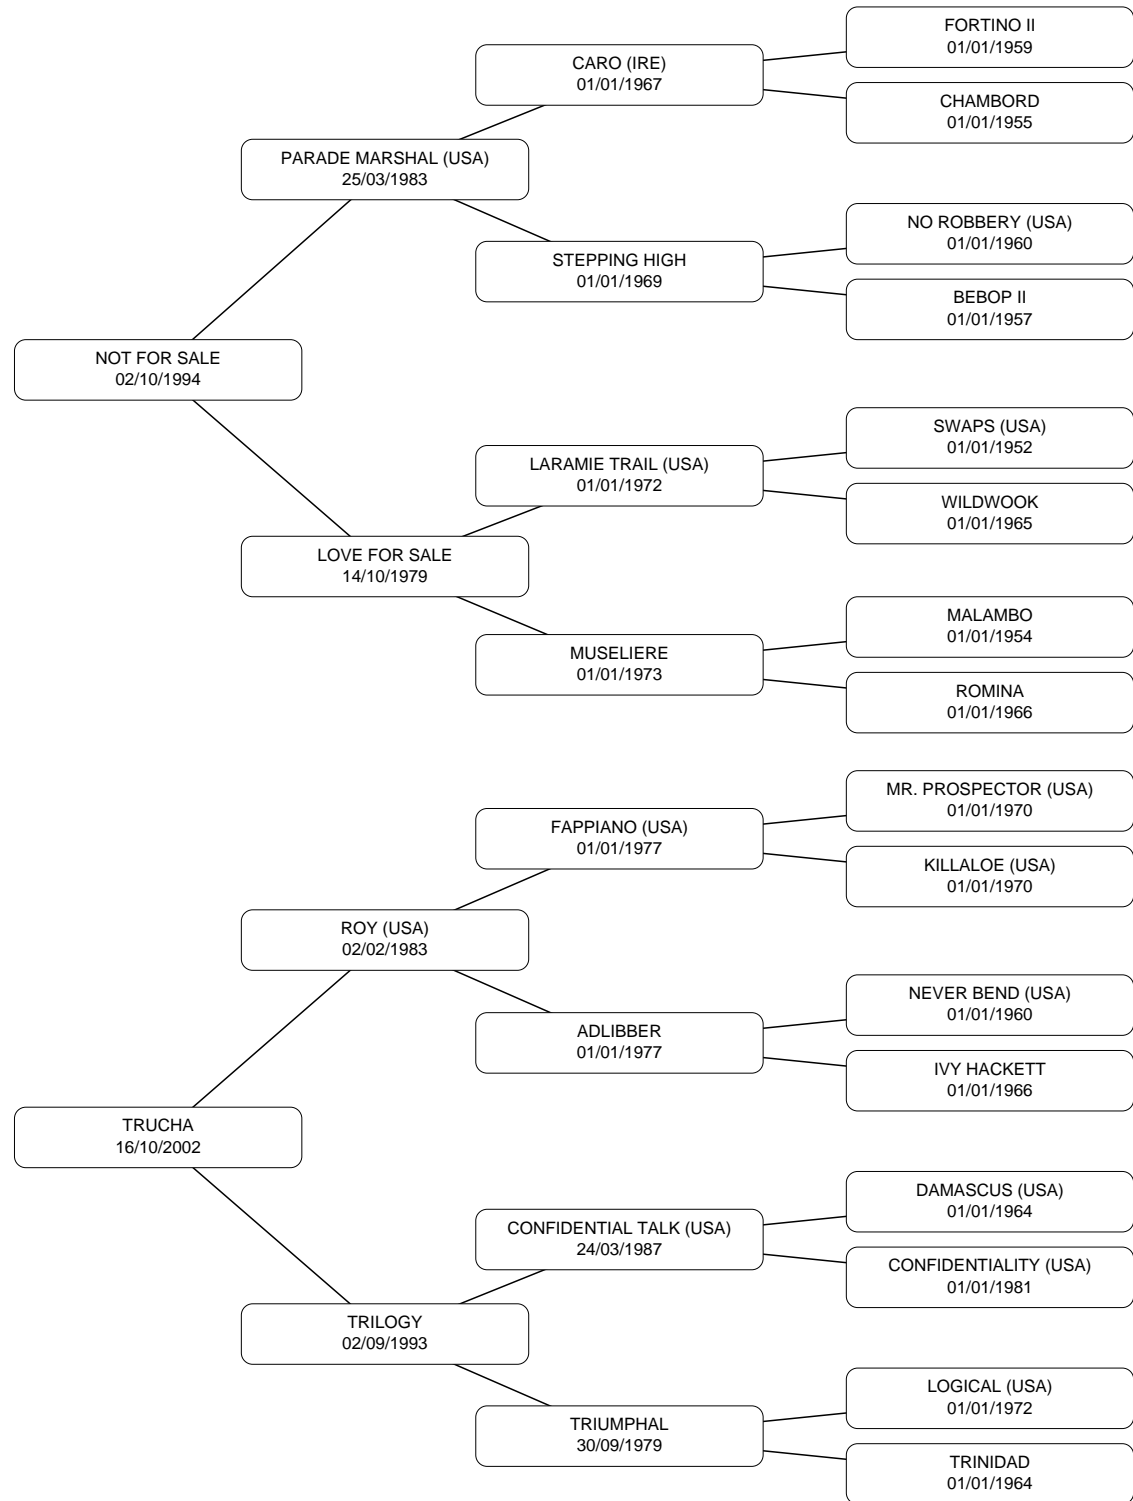 FORTINO II
01/01/1959
CARO (IRE)
01/01/1967
CHAMBORD
01/01/1955
PARADE MARSHAL (USA)
25/03/1983
NO ROBBERY (USA)
01/01/1960
STEPPING HIGH
01/01/1969
BEBOP II
01/01/1957
NOT FOR SALE
02/10/1994
SWAPS (USA)
01/01/1952
LARAMIE TRAIL (USA)
01/01/1972
WILDWOOK
01/01/1965
LOVE FOR SALE
14/10/1979
MALAMBO
01/01/1954
MUSELIERE
01/01/1973
ROMINA
01/01/1966
MR. PROSPECTOR (USA)
01/01/1970
FAPPIANO (USA)
01/01/1977
KILLALOE (USA)
01/01/1970
ROY (USA)
02/02/1983
NEVER BEND (USA)
01/01/1960
ADLIBBER
01/01/1977
IVY HACKETT
01/01/1966
TRUCHA
16/10/2002
DAMASCUS (USA)
01/01/1964
CONFIDENTIAL TALK (USA)
24/03/1987
CONFIDENTIALITY (USA)
01/01/1981
TRILOGY
02/09/1993
LOGICAL (USA)
01/01/1972
TRIUMPHAL
30/09/1979
TRINIDAD
01/01/1964